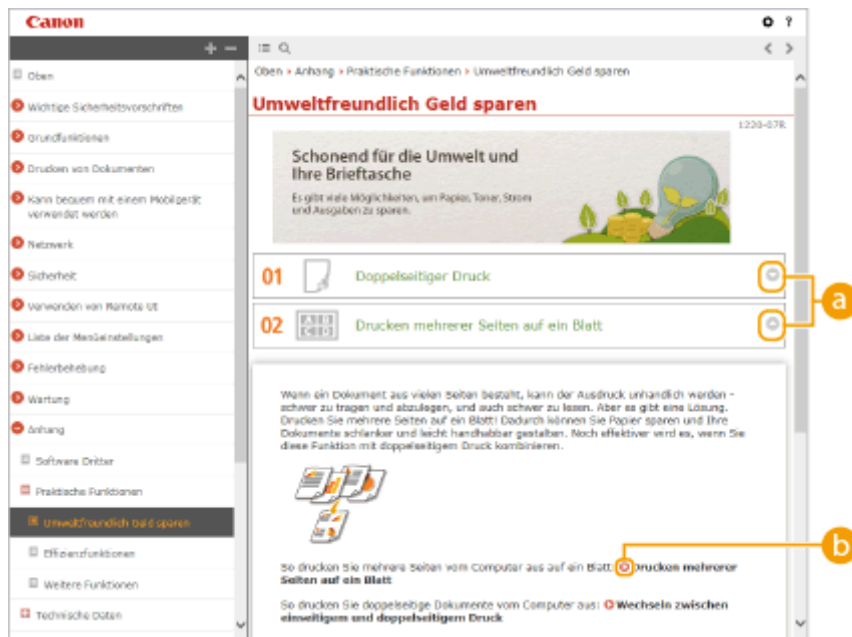 Canon
?
+ −
< >
Oben
Wichtige Sicherheitsvorschriften
Grundfunktionen
Drucken von Dokumenten
Kann bequem mit einem Mobilgerät
verwendet werden
Netzwerk
Sicherheit
Verwenden von Remote UI
Liste der Menüeinstellungen
Fehlerbehebung
Wartung
Anhang
Software Dritter
Praktische Funktionen
Umweltfreundlich Geld sparen
Effizienzfunktionen
Weitere Funktionen
Technische Daten
Oben > Anhang > Praktische Funktionen > Umweltfreundlich Geld sparen
Umweltfreundlich Geld sparen
1220-07R
Schonend für die Umwelt und
Ihre Brieftasche
Es gibt viele Möglichkeiten, um Papier, Toner, Strom
und Ausgaben zu sparen.
01 Doppelseitiger Druck
a
02 A B C D Drucken mehrerer Seiten auf ein Blatt
Wenn ein Dokument aus vielen Seiten besteht, kann der Ausdruck unhandlich werden -
schwer zu tragen und abzulegen, und auch schwer zu lesen. Aber es gibt eine Lösung.
Drucken Sie mehrere Seiten auf ein Blatt! Dadurch können Sie Papier sparen und Ihre
Dokumente schlanker und leicht handhabbar gestalten. Noch effektiver wird es, wenn Sie
diese Funktion mit doppelseitigem Druck kombinieren.
b
So drucken Sie mehrere Seiten vom Computer aus auf ein Blatt: Drucken mehrerer
Seiten auf ein Blatt
So drucken Sie doppelseitige Dokumente vom Computer aus: Wechseln zwischen
einseitigem und doppelseitigem Druck